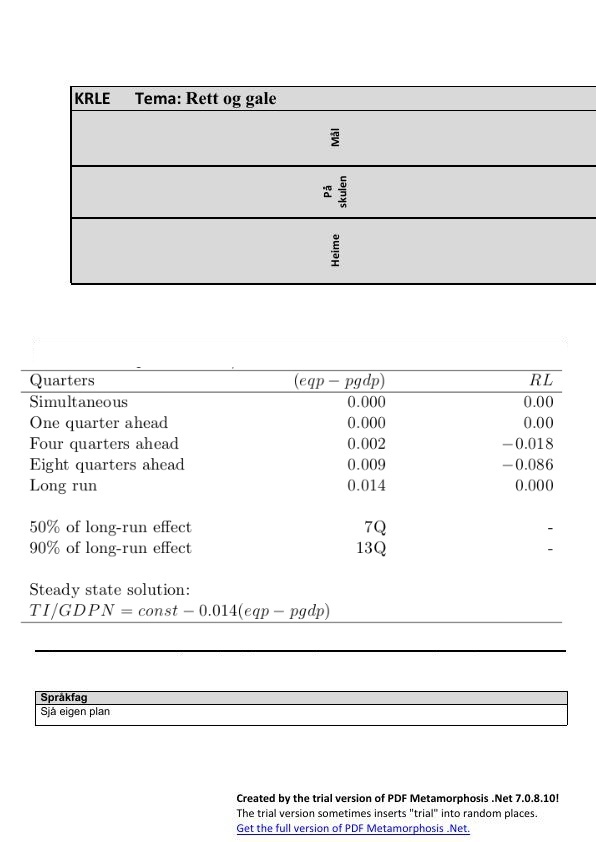 KRLE Tema: Rett og gale
Mål
På
skulen
Heime
Quarters (eqp − pgdp) RL
Simultaneous 0.000 0.00
One quarter ahead 0.000 0.00
Four quarters ahead 0.002 −0.018
Eight quarters ahead 0.009 −0.086
Long run 0.014 0.000
50% of long-run effect 7Q -
90% of long-run effect 13Q -
Steady state solution:
TI/GDPN = const − 0.014(eqp − pgdp)
Språkfag
Sjå eigen plan
Created by the trial version of PDF Metamorphosis .Net 7.0.8.10!
The trial version sometimes inserts "trial" into random places.
Get the full version of PDF Metamorphosis .Net.